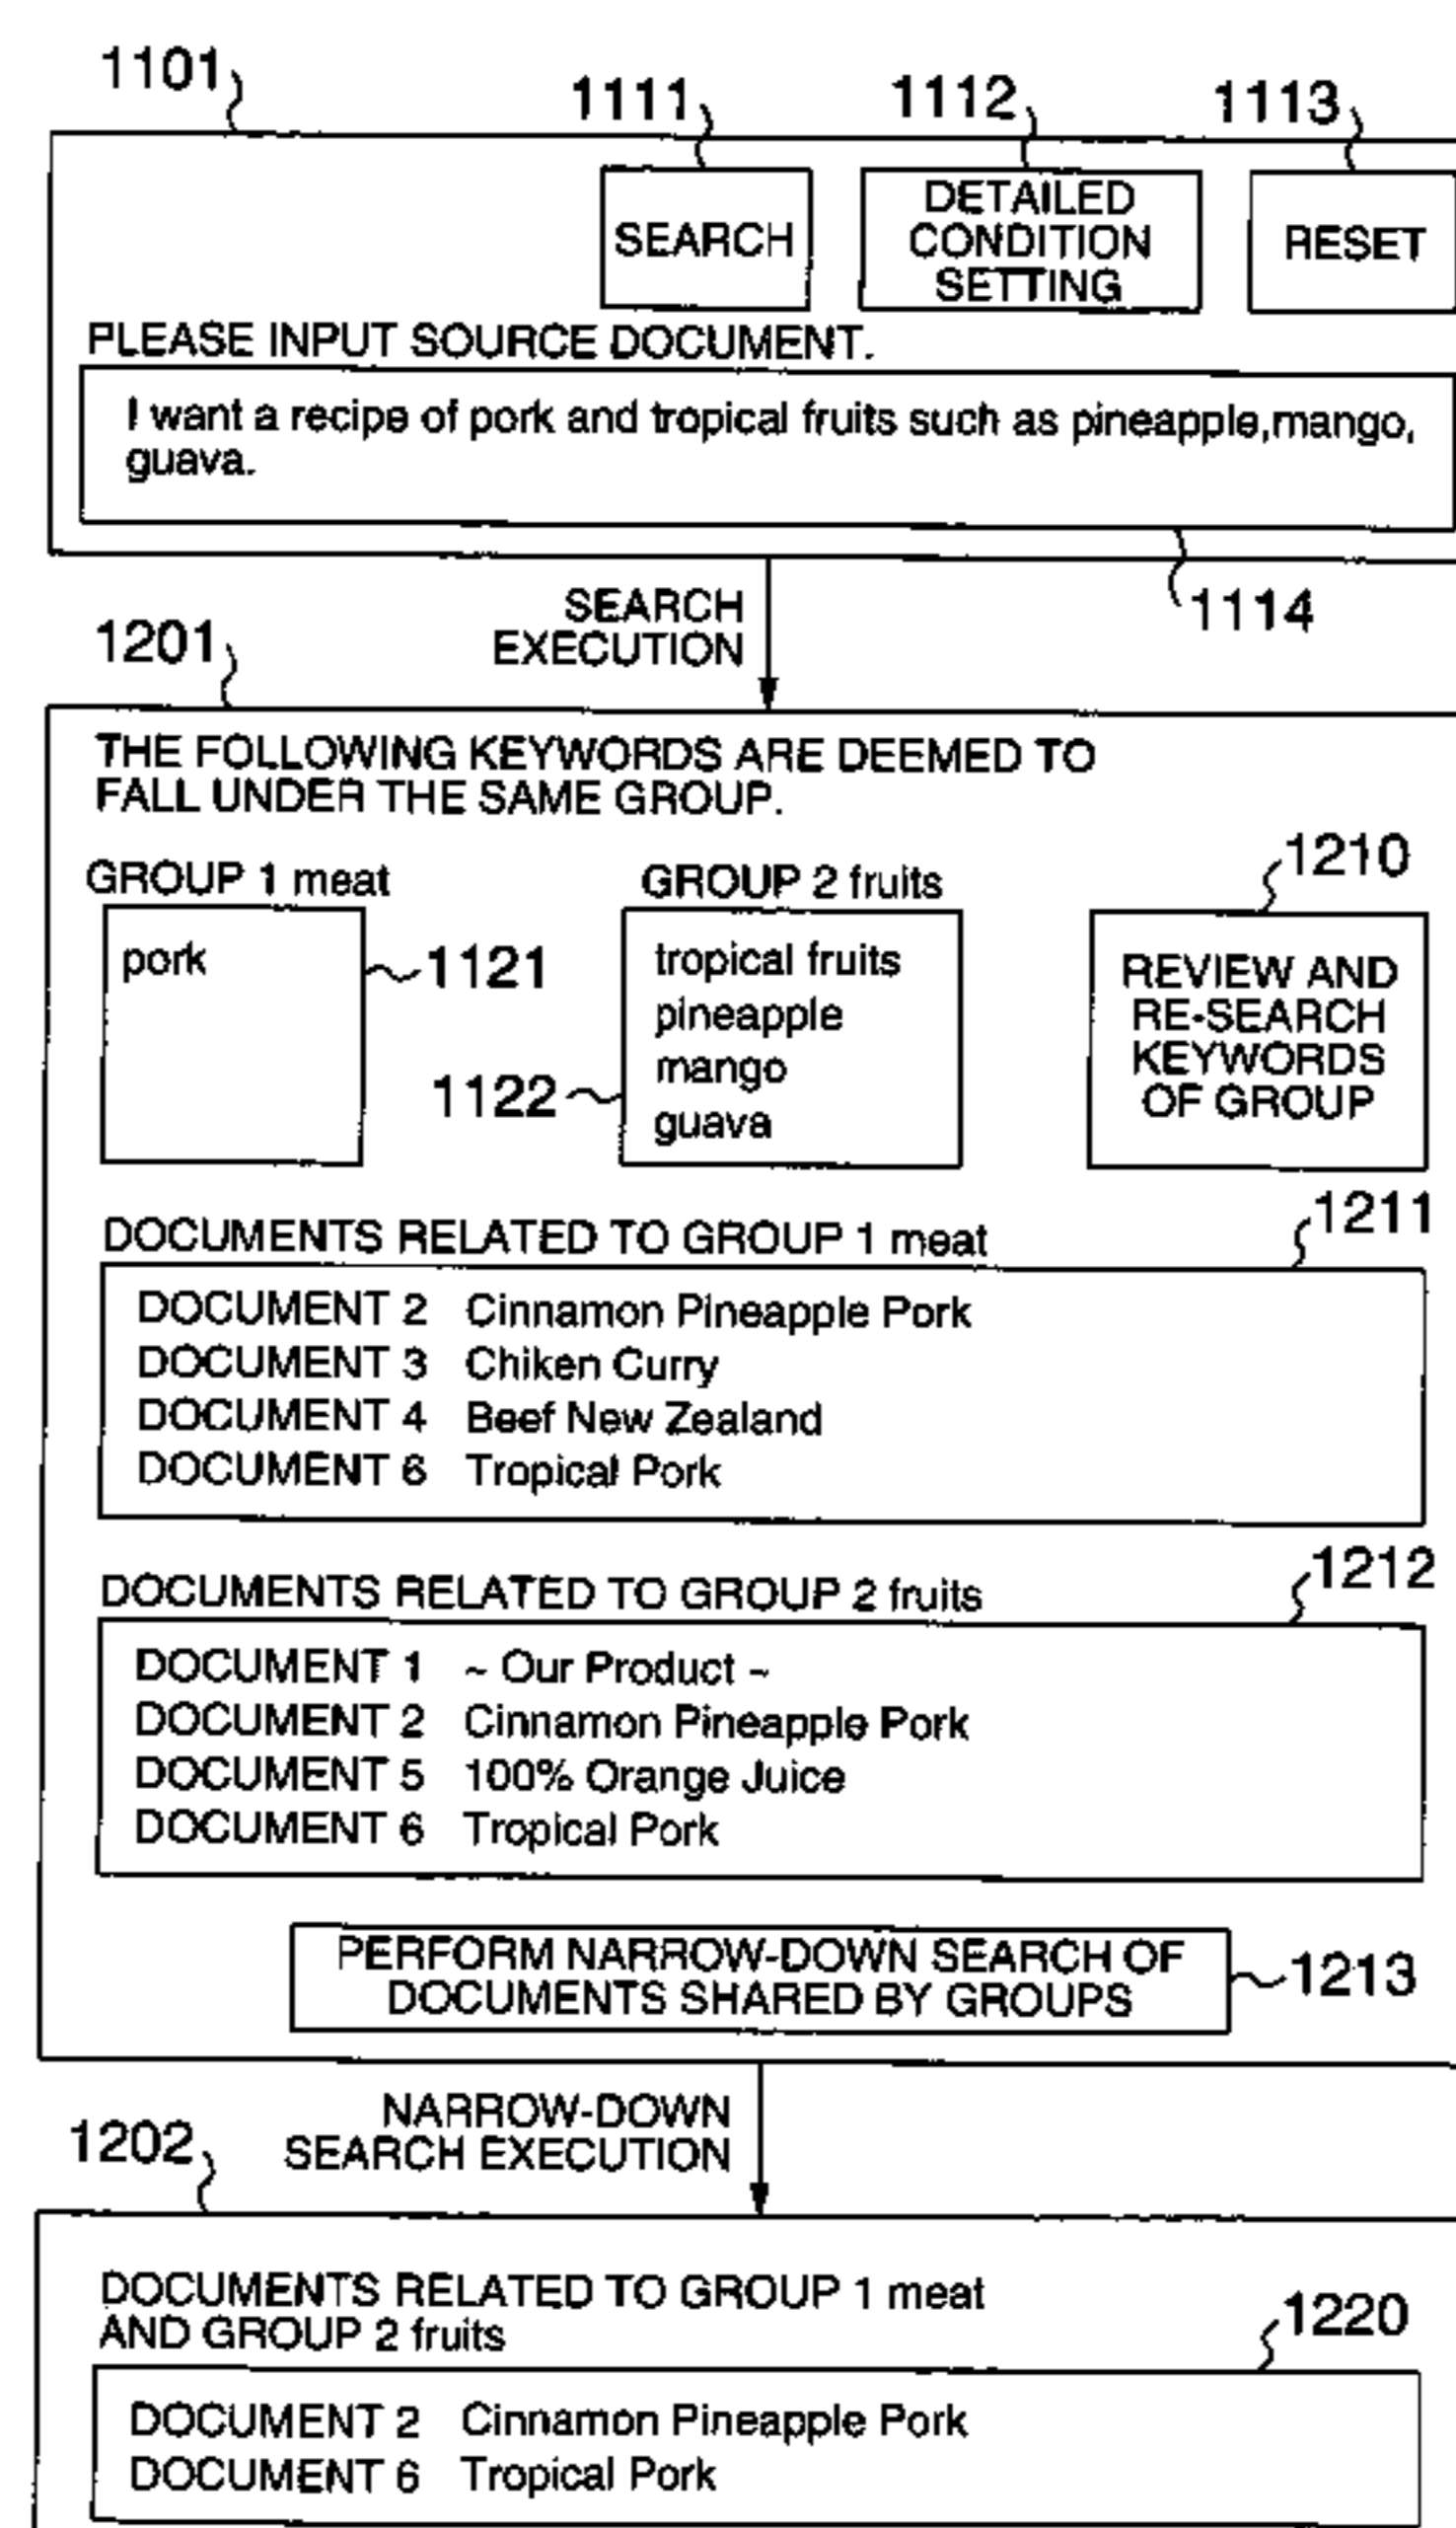 1101
1111
1112
1113
SEARCH
DETAILED
CONDITION
SETTING
RESET
PLEASE INPUT SOURCE DOCUMENT.
I want a recipe of pork and tropical fruits such as pineapple,mango,
guava.
1114
SEARCH
EXECUTION
1201
THE FOLLOWING KEYWORDS ARE DEEMED TO
FALL UNDER THE SAME GROUP.
GROUP 1 meat
GROUP 2 fruits
1210
pork
1121
tropical fruits
pineapple
mango
guava
1122
REVIEW AND
RE-SEARCH
KEYWORDS
OF GROUP
DOCUMENTS RELATED TO GROUP 1 meat
1211
DOCUMENT 2 Cinnamon Pineapple Pork
DOCUMENT 3 Chiken Curry
DOCUMENT 4 Beef New Zealand
DOCUMENT 6 Tropical Pork
DOCUMENTS RELATED TO GROUP 2 fruits
1212
DOCUMENT 1 ~ Our Product ~
DOCUMENT 2 Cinnamon Pineapple Pork
DOCUMENT 5 100% Orange Juice
DOCUMENT 6 Tropical Pork
PERFORM NARROW-DOWN SEARCH OF
DOCUMENTS SHARED BY GROUPS
1213
NARROW-DOWN
SEARCH EXECUTION
1202
DOCUMENTS RELATED TO GROUP 1 meat
AND GROUP 2 fruits
1220
DOCUMENT 2 Cinnamon Pineapple Pork
DOCUMENT 6 Tropical Pork